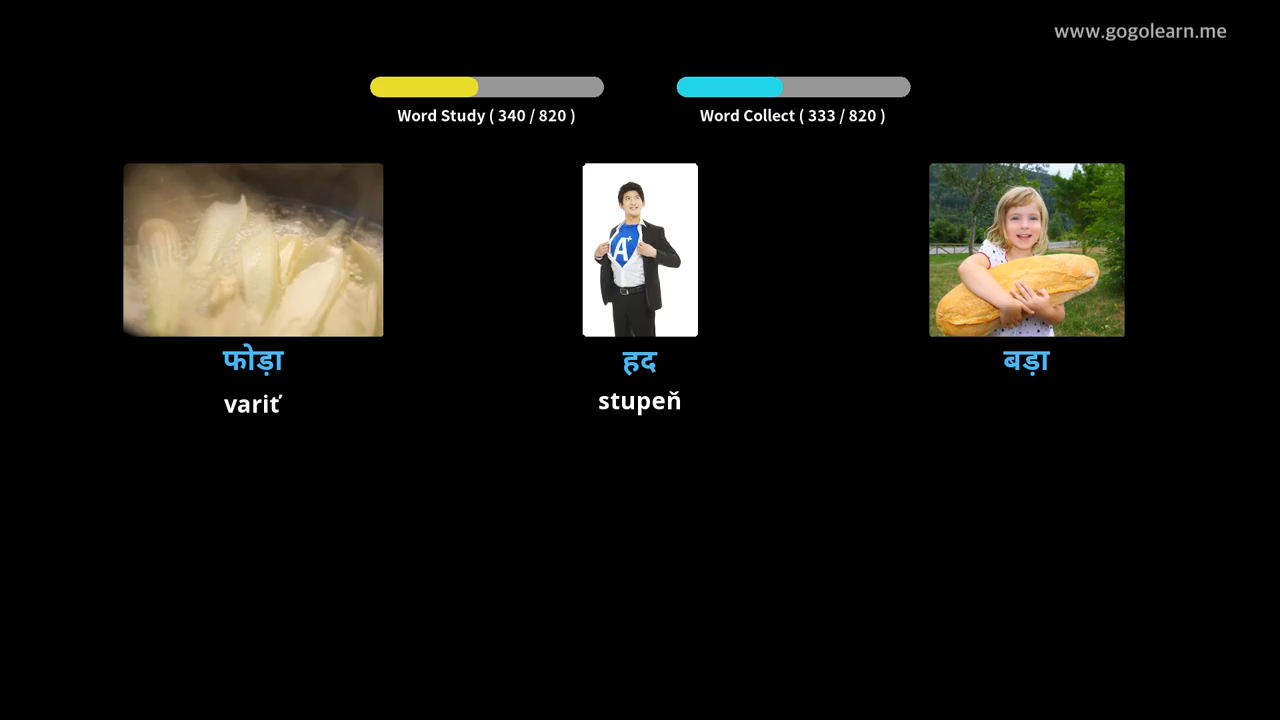 www.gogolearn.me
Word Study ( 340 / 820 )
Word Collect ( 333 / 820 )
A+
फोड़ा
हद
बड़ा
variť
stupeň